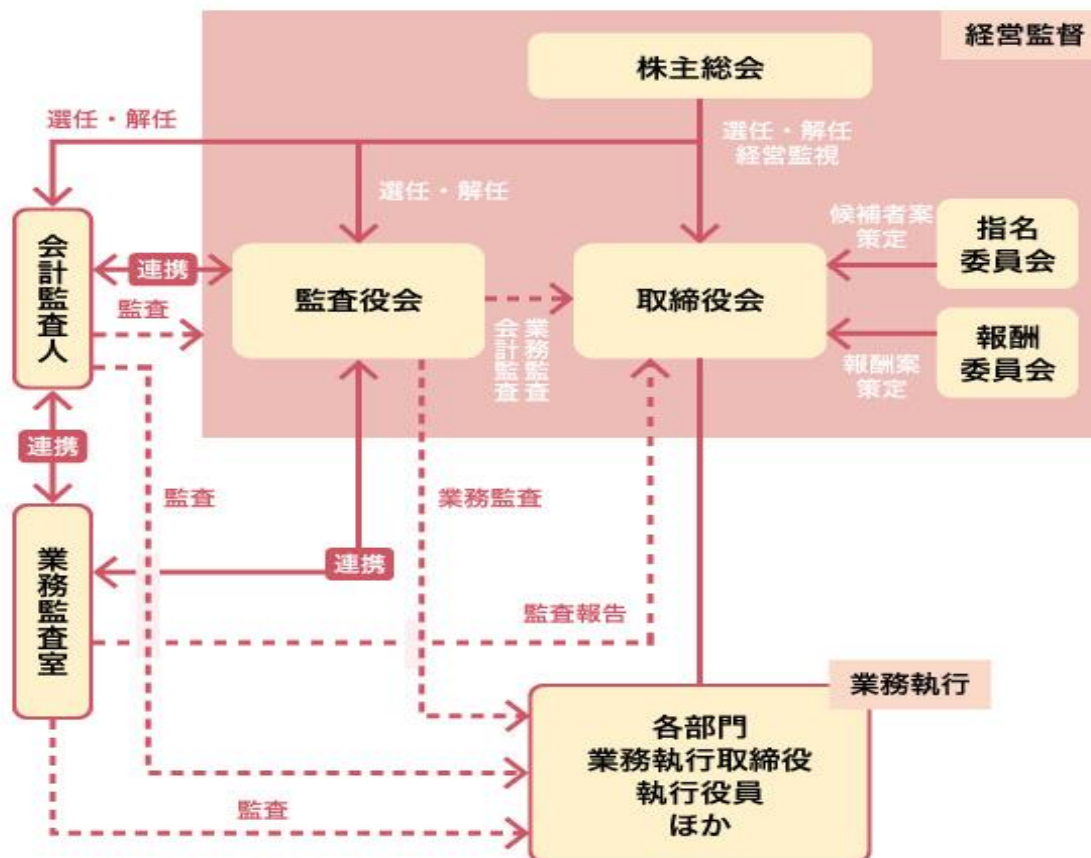 経営監督
株主総会
選任・解任
選任・解任
経営監視
選任・解任
候補者案
策定
指名
委員会
会計監査人
連携
監査役会
取締役会
監査
業務監査
会計監査
報酬案
策定
報酬
委員会
連携
監査
業務監査
業務監査室
連携
監査報告
業務執行
各部門
業務執行取締役
執行役員
ほか
監査